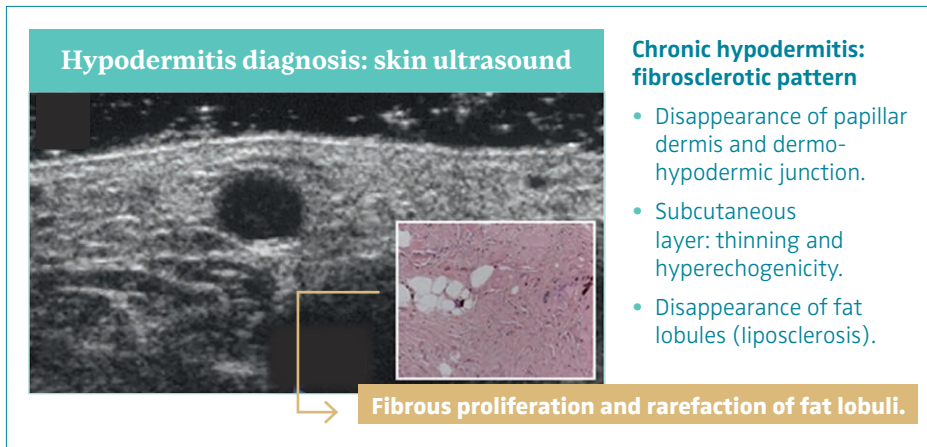 Hypodermitis diagnosis: skin ultrasound
Chronic hypodermitis:
fibrosclerotic pattern
• Disappearance of papillar
dermis and dermo-
hypodermic junction.
• Subcutaneous
layer: thinning and
hyperechogenicity.
• Disappearance of fat
lobules (liposclerosis).
Fibrous proliferation and rarefaction of fat lobuli.